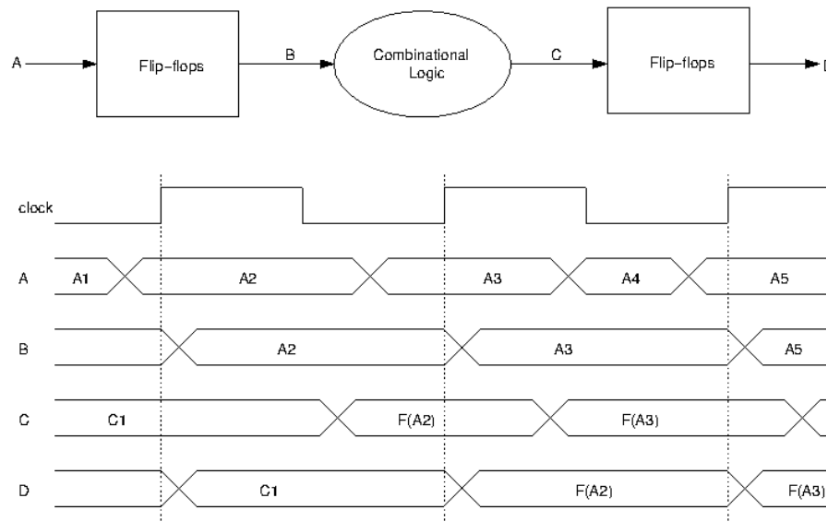 A
Flip-flops
B
Combinational
Logic
C
Flip-flops
clock
A
A1
A2
A3
A4
A5
B
A2
A3
A5
C
C1
F(A2)
F(A3)
D
C1
F(A2)
F(A3)